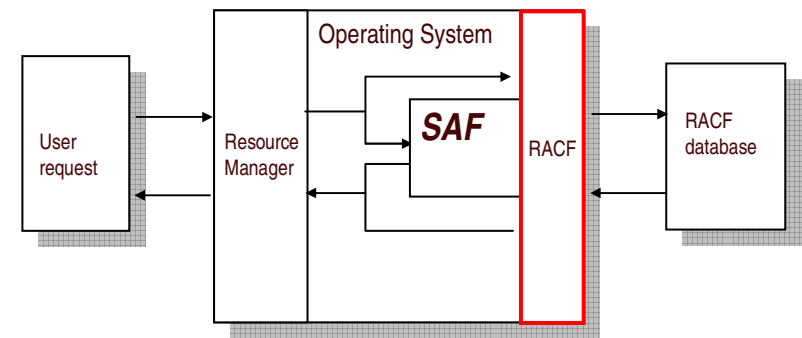 Operating System
User
request
Resource
Manager
SAF
RACF
RACF
database